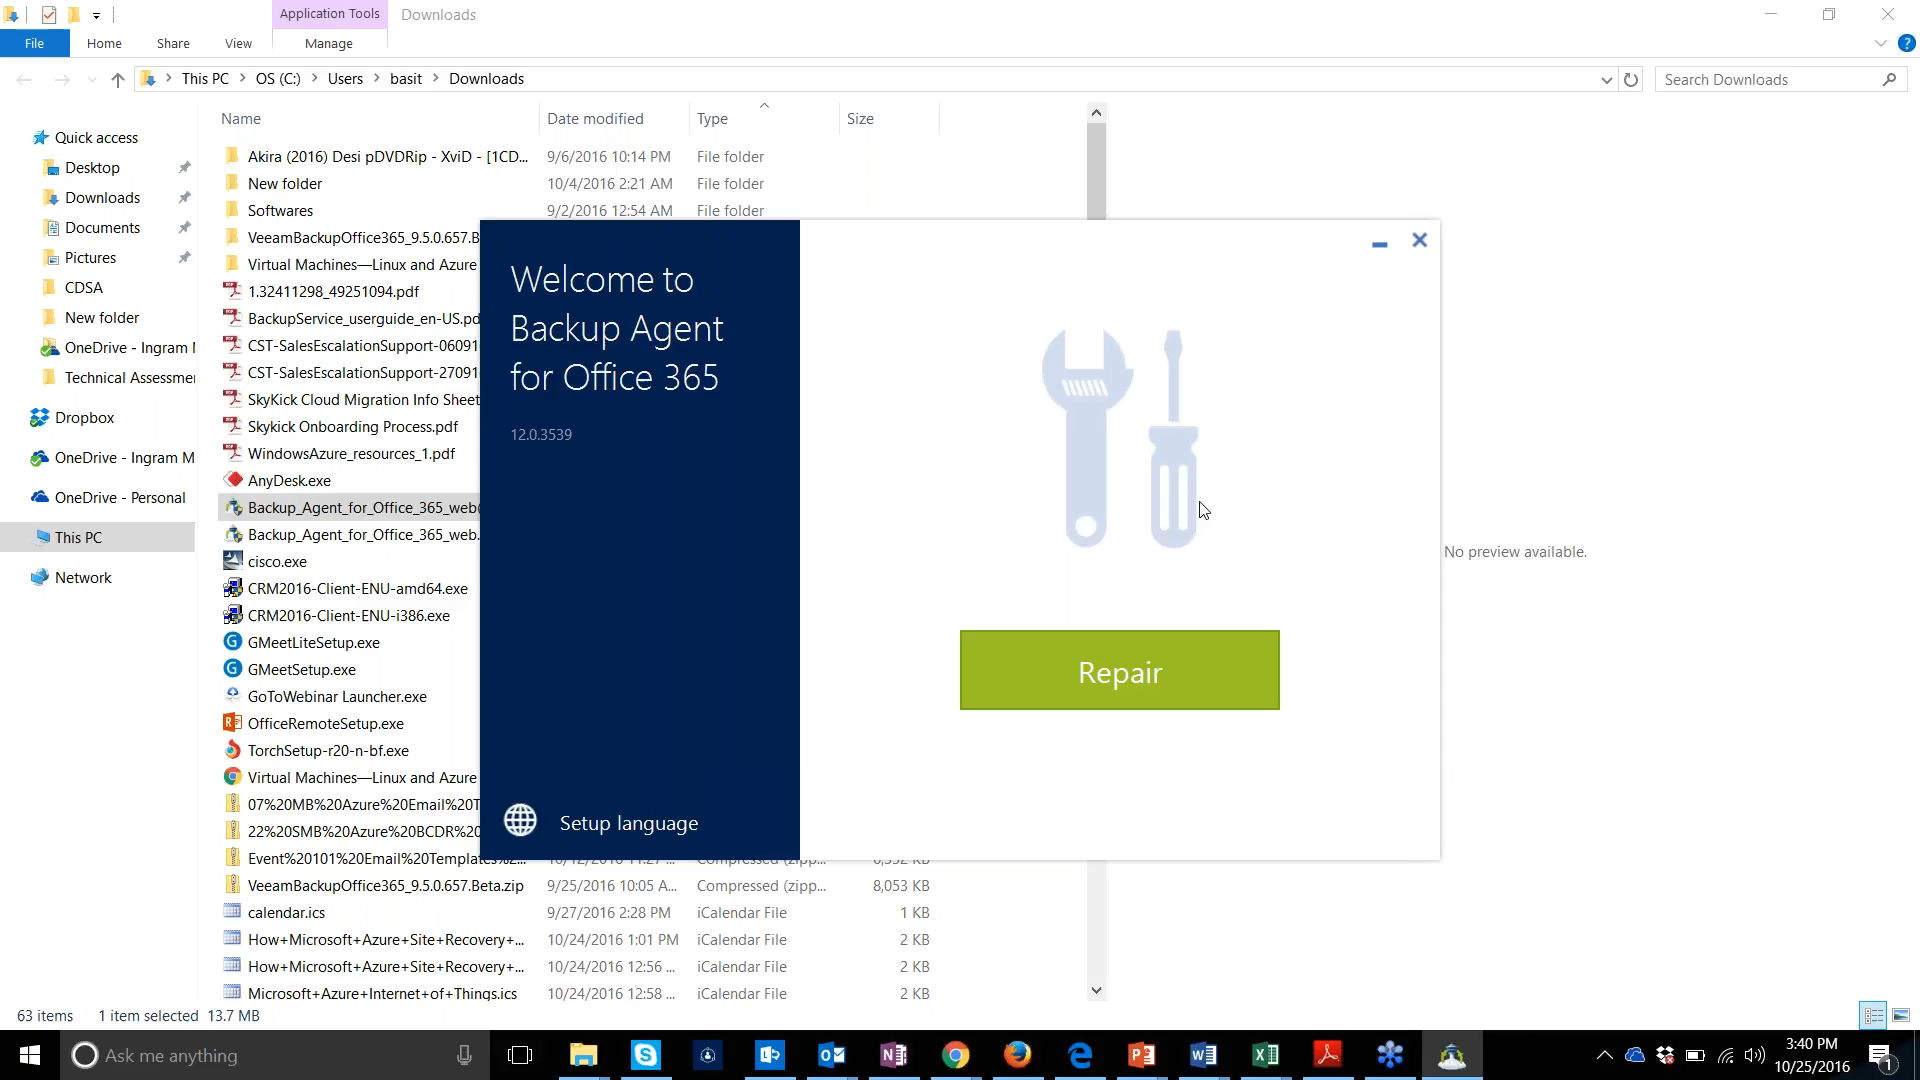 Application Tools
Downloads
File
Home
Share
View
Manage
This PC
OS (C:)
Users
basit
Downloads
Search Downloads
Name
Date modified
Type
Size
Quick access
Desktop
Downloads
Documents
Pictures
CDSA
New folder
OneDrive - Ingram M
Technical Assessmen
Dropbox
OneDrive - Ingram M
OneDrive - Personal
This PC
Network
Akira (2016) Desi pDVDRip - XviD - [1CD... 9/6/2016 10:14 PM File folder
New folder 10/4/2016 2:21 AM File folder
Softwares 9/2/2016 12:54 AM File folder
VeeamBackupOffice365_9.5.0.657.B
Virtual Machines—Linux and Azure
1.32411298_49251094.pdf
BackupService_userguide_en-US.pd
CST-SalesEscalationSupport-06091
CST-SalesEscalationSupport-27091
SkyKick Cloud Migration Info Sheet
Skykick Onboarding Process.pdf
WindowsAzure_resources_1.pdf
AnyDesk.exe
Backup_Agent_for_Office_365_web(
Backup_Agent_for_Office_365_web.
cisco.exe
CRM2016-Client-ENU-amd64.exe
CRM2016-Client-ENU-i386.exe
GMeetLiteSetup.exe
GMeetSetup.exe
GoToWebinar Launcher.exe
OfficeRemoteSetup.exe
TorchSetup-r20-n-bf.exe
Virtual Machines—Linux and Azure
07%20MB%20Azure%20Email%20T
22%20SMB%20Azure%20BCDR%20
Event%20101%20Email%20Templates%2...
VeeamBackupOffice365_9.5.0.657.Beta.zip 9/25/2016 10:05 A... Compressed (zipp... 8,053 KB
calendar.ics 9/27/2016 2:28 PM iCalendar File 1 KB
How+Microsoft+Azure+Site+Recovery+... 10/24/2016 1:01 PM iCalendar File 2 KB
How+Microsoft+Azure+Site+Recovery+... 10/24/2016 12:56 ... iCalendar File 2 KB
Microsoft+Azure+Internet+of+Things.ics 10/24/2016 12:58 ... iCalendar File 2 KB
Welcome to
Backup Agent
for Office 365
12.0.3539
Setup language
Repair
No preview available.
63 items 1 item selected 13.7 MB
Ask me anything
3:40 PM
10/25/2016
1